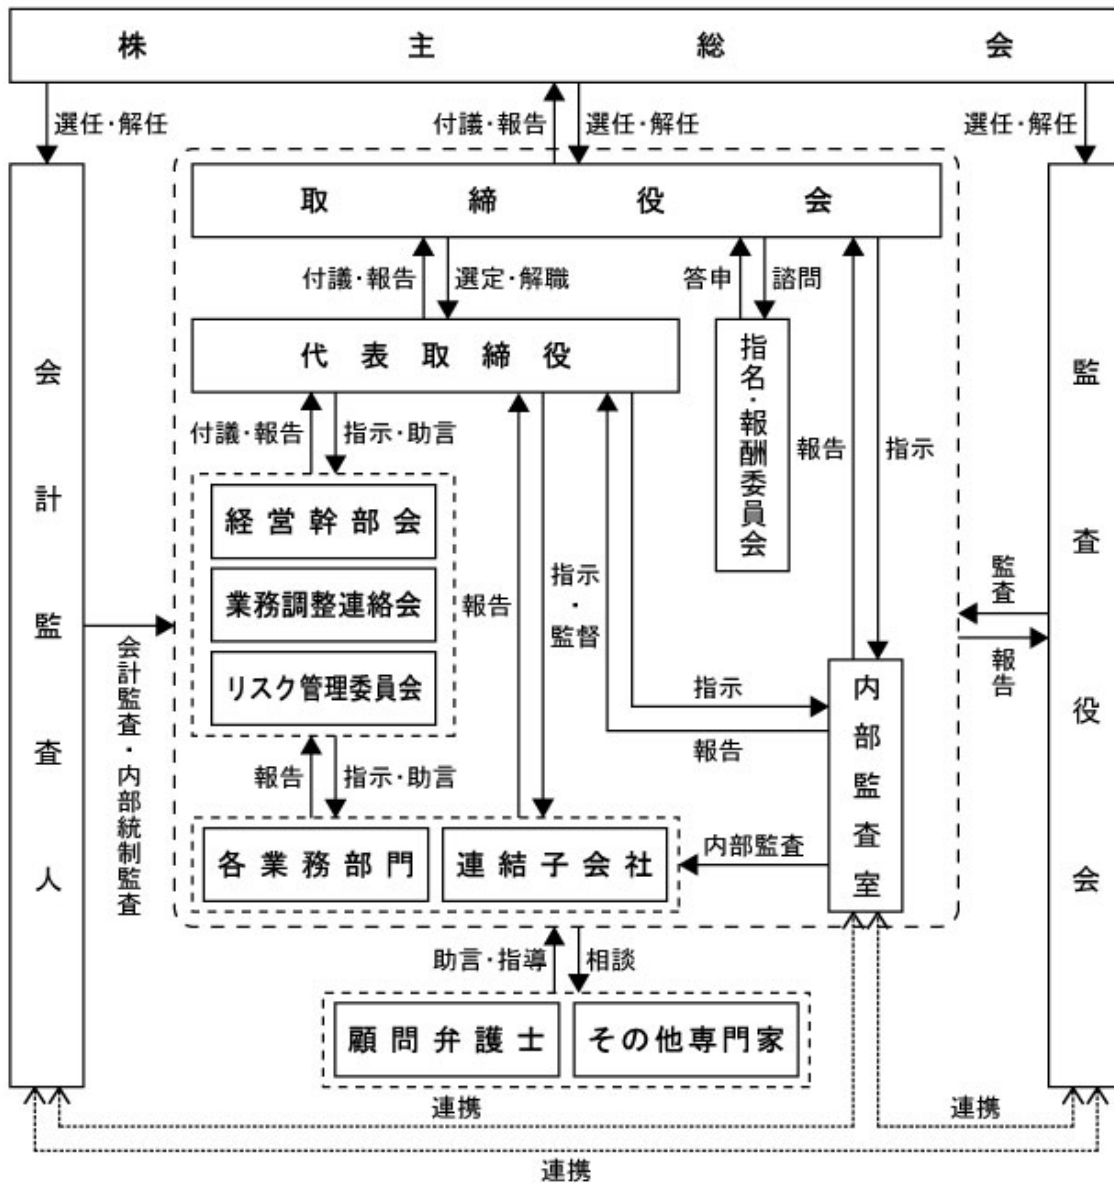 株主総会
選任・解任
付議・報告
選任・解任
選任・解任
取締役会
付議・報告
選定・解職
答申
諮問
代表取締役
指名・報酬委員会
付議・報告
指示・助言
報告
指示
経営幹部会
業務調整連絡会
リスク管理委員会
報告
指示・監督
会計監査人
会計監査・内部統制監査
監査役会
監査
報告
指示
報告
内部監査室
報告
指示・助言
各業務部門
連結子会社
内部監査
助言・指導
相談
顧問弁護士
その他専門家
連携
連携
連携